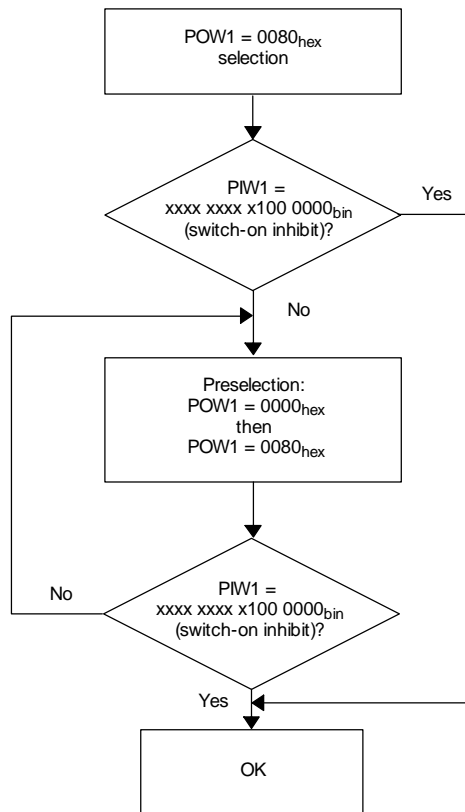 POW1 = 0080hex
selection
PIW1 =
xxxx xxxx x100 0000bin
(switch-on inhibit)?
Yes
No
Preselection:
POW1 = 0000hex
then
POW1 = 0080hex
No
PIW1 =
xxxx xxxx x100 0000bin
(switch-on inhibit)?
Yes
OK